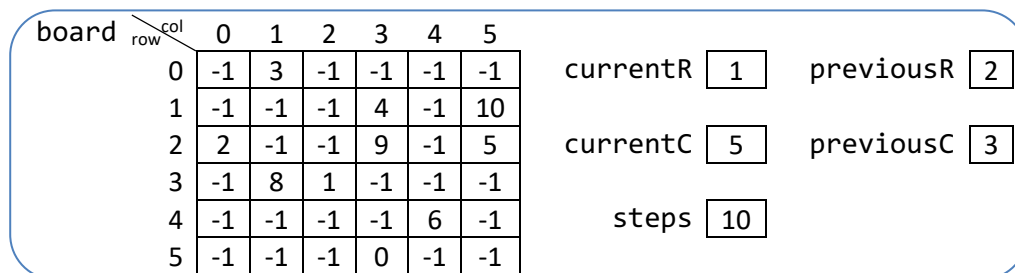 board row col 0 1 2 3 4 5
0 -1 3 -1 -1 -1 -1 currentR 1 previousR 2
1 -1 -1 -1 4 -1 10
2 2 -1 -1 9 -1 5 currentC 5 previousC 3
3 -1 8 1 -1 -1 -1
4 -1 -1 -1 -1 6 -1 steps 10
5 -1 -1 -1 0 -1 -1